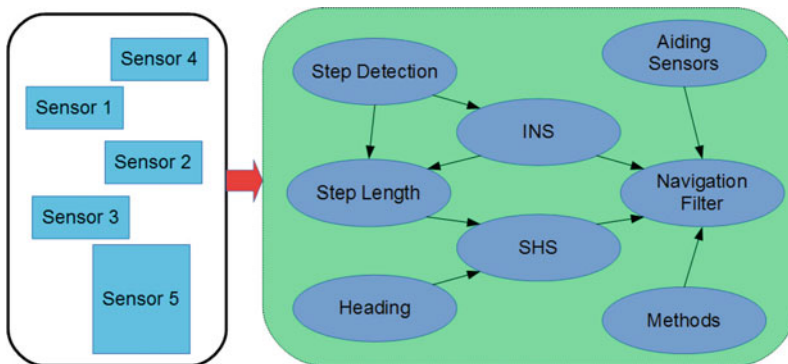 Sensor 4
Sensor 1
Sensor 2
Sensor 3
Sensor 5
Step Detection
Aiding
Sensors
INS
Step Length
Navigation
Filter
SHS
Heading
Methods